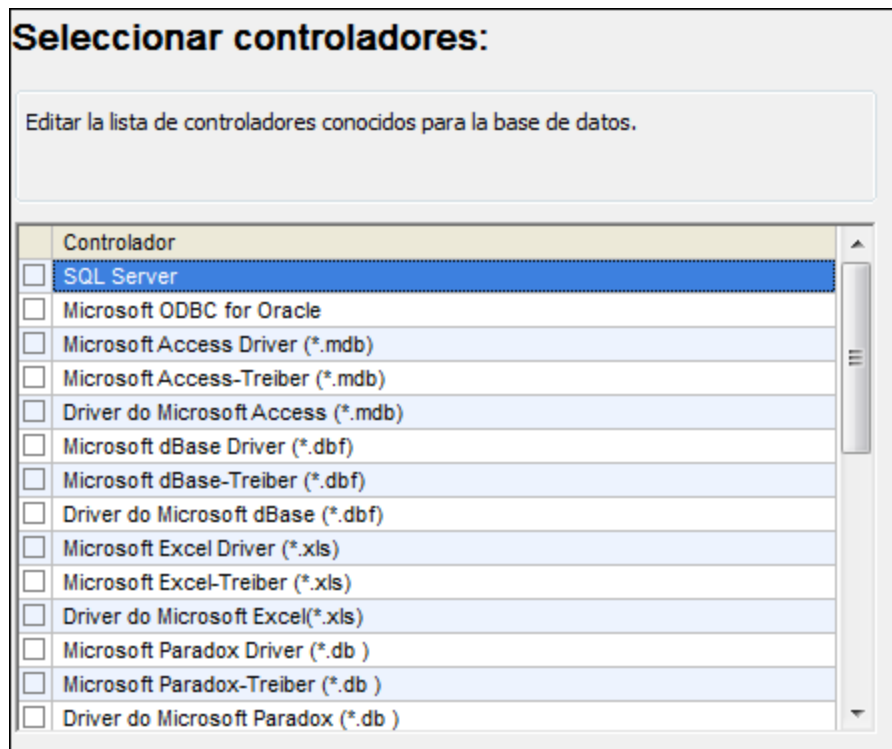 Seleccionar controladores:
Editar la lista de controladores conocidos para la base de datos.
Controlador
SQL Server
Microsoft ODBC for Oracle
Microsoft Access Driver (*.mdb)
Microsoft Access-Treiber (*.mdb)
Driver do Microsoft Access (*.mdb)
Microsoft dBase Driver (*.dbf)
Microsoft dBase-Treiber (*.dbf)
Driver do Microsoft dBase (*.dbf)
Microsoft Excel Driver (*.xls)
Microsoft Excel-Treiber (*.xls)
Driver do Microsoft Excel(*.xls)
Microsoft Paradox Driver (*.db )
Microsoft Paradox-Treiber (*.db )
Driver do Microsoft Paradox (*.db )